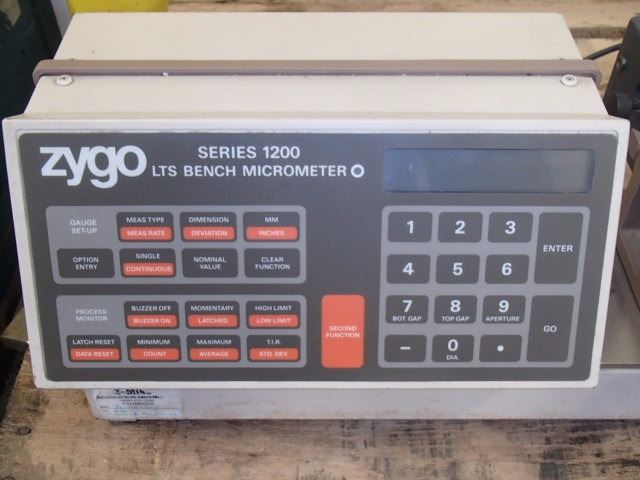 zygo
SERIES 1200
LTS BENCH MICROMETER
GAUGE SET-UP
MEAS TYPE
MEAS RATE
DIMENSION
DEVIATION
MM
INCHES
OPTION ENTRY
SINGLE
CONTINUOUS
NOMINAL VALUE
CLEAR FUNCTION
PROCESS MONITOR
BUZZER OFF
BUZZER ON
MOMENTARY
LATCHED
HIGH LIMIT
LOW LIMIT
LATCH RESET
DATA RESET
MINIMUM
COUNT
MAXIMUM
AVERAGE
T.I.R.
STD. DEV.
SECOND FUNCTION
1 2 3
ENTER
4 5 6
7 8 9
BOT. GAP TOP GAP APERTURE
GO
- 0 .
DIA.